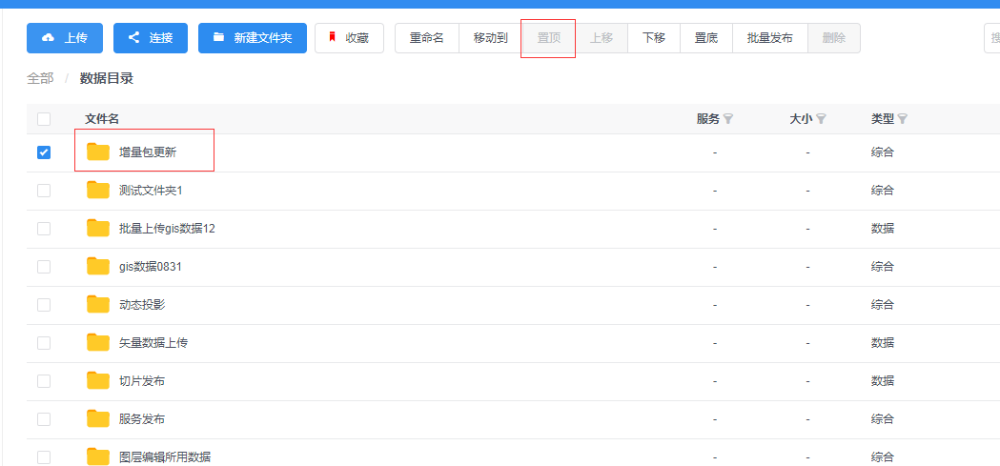 上传 连接 新建文件夹 收藏 重命名 移动到 置顶 上移 下移 置底 批量发布 删除
全部 / 数据目录
文件名 服务 大小 类型
增量包更新 - - 综合
测试文件夹1 - - 综合
批量上传gis数据12 - - 数据
gis数据0831 - - 综合
动态投影 - - 综合
矢量数据上传 - - 数据
切片发布 - - 数据
服务发布 - - 综合
图层编辑所用数据 - - 综合